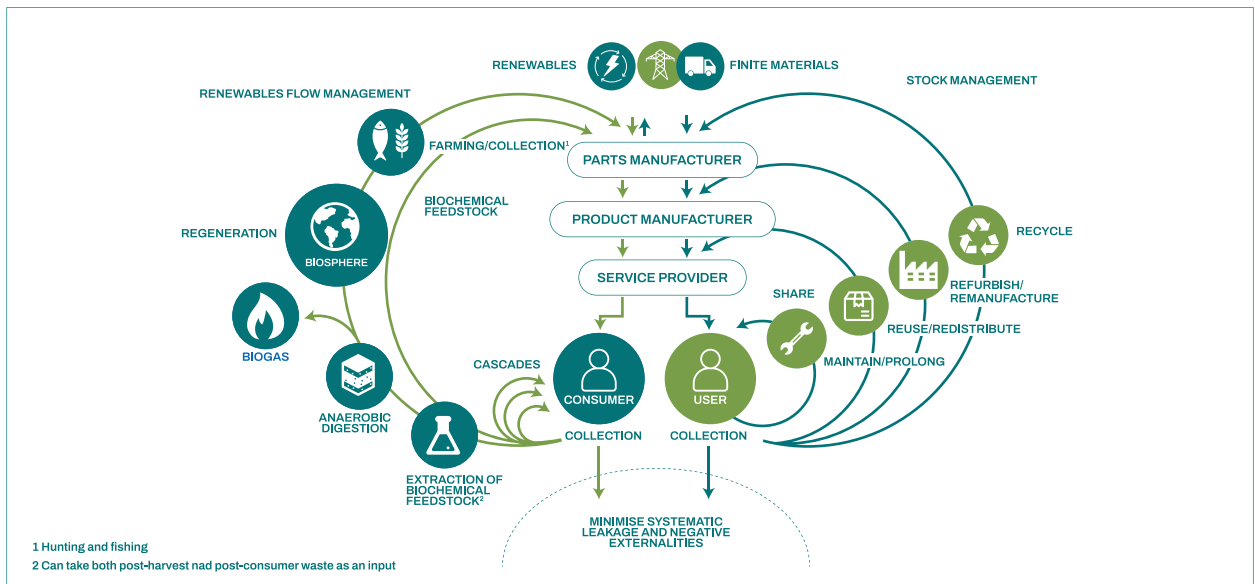 RENEWABLES
FINITE MATERIALS
STOCK MANAGEMENT
RENEWABLES FLOW MANAGEMENT
FARMING/COLLECTION¹
PARTS MANUFACTURER
BIOCHEMICAL
FEEDSTOCK
PRODUCT MANUFACTURER
REGENERATION
RECYCLE
BIOSPHERE
SERVICE PROVIDER
SHARE
REFURBISH/
REMANUFACTURE
REUSE/REDISTRIBUTE
BIOGAS
CASCADES
MAINTAIN/PROLONG
CONSUMER
USER
ANAEROBIC
DIGESTION
COLLECTION
COLLECTION
EXTRACTION OF
BIOCHEMICAL
FEEDSTOCK²
MINIMISE SYSTEMATIC
LEAKAGE AND NEGATIVE
EXTERNALITIES
1 Hunting and fishing
2 Can take both post-harvest nad post-consumer waste as an input